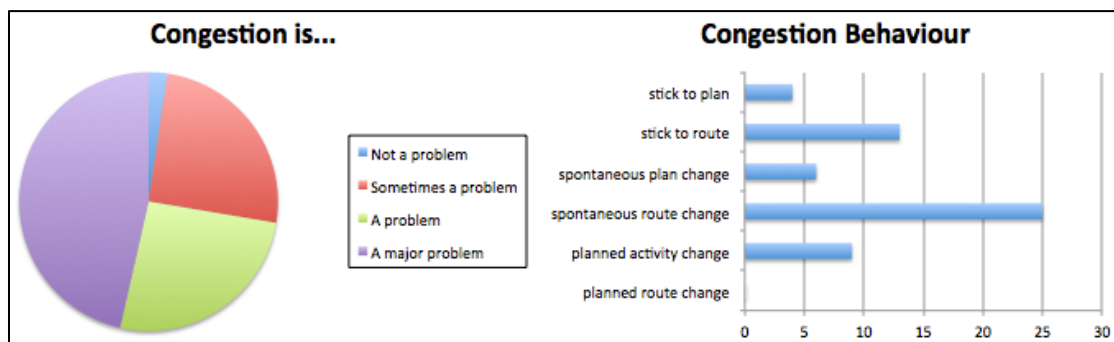 Congestion is...
Not a problem
Sometimes a problem
A problem
A major problem
Congestion Behaviour
stick to plan
stick to route
spontaneous plan change
spontaneous route change
planned activity change
planned route change
0 5 10 15 20 25 30